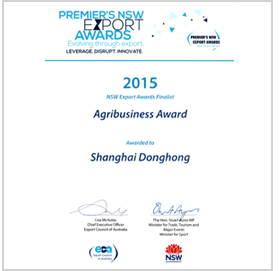 PREMIER'S NSW
EXPORT
AWARDS
Evolving through export.
LEVERAGE. DISRUPT. INNOVATE.
PREMIER'S NSW
EXPORT AWARDS
2015
NSW Export Awards Finalist
Agribusiness Award
Awarded to
Shanghai Donghong
Lisa McAuley
Chief Executive Officer
Export Council of Australia
The Hon. Stuart Ayres MP
Minister for Trade, Tourism and
Major Events
Minister for Sport
eca
Export Council
of Australia
NSW